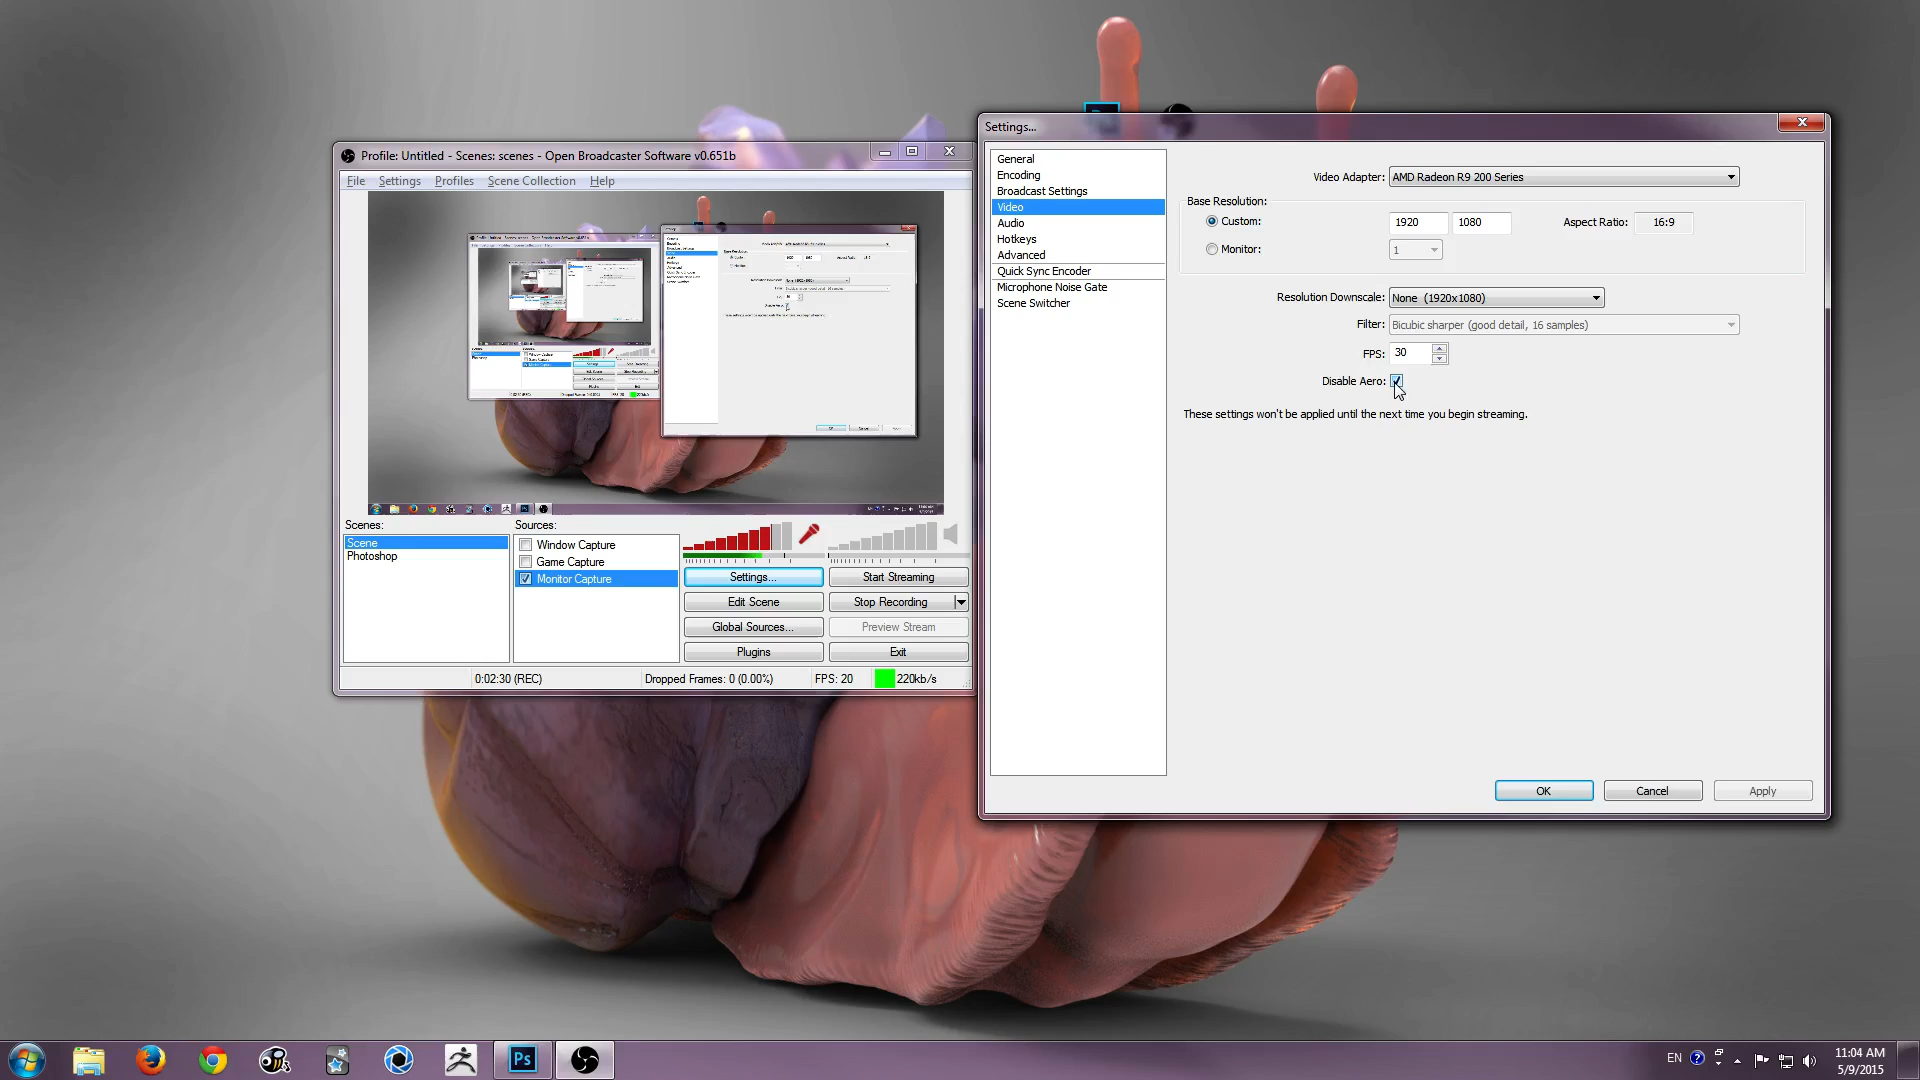 Settings...
Profile: Untitled - Scenes: scenes - Open Broadcaster Software v0.651b
File Settings Profiles Scene Collection Help
Scenes:
Sources:
Scene
Photoshop
Window Capture
Game Capture
Monitor Capture
Settings...
Start Streaming
Edit Scene
Stop Recording
Global Sources...
Preview Stream
Plugins
Exit
0:02:30 (REC)
Dropped Frames: 0 (0.00%)
FPS: 20
220kb/s
General
Encoding
Broadcast Settings
Video
Audio
Hotkeys
Advanced
Quick Sync Encoder
Microphone Noise Gate
Scene Switcher
Video Adapter: AMD Radeon R9 200 Series
Base Resolution:
Custom: 1920 1080 Aspect Ratio: 16:9
Monitor: 1
Resolution Downscale: None (1920x1080)
Filter: Bicubic sharper (good detail, 16 samples)
FPS: 30
Disable Aero:
These settings won't be applied until the next time you begin streaming.
OK
Cancel
Apply
Ps
EN
11:04 AM
5/9/2015